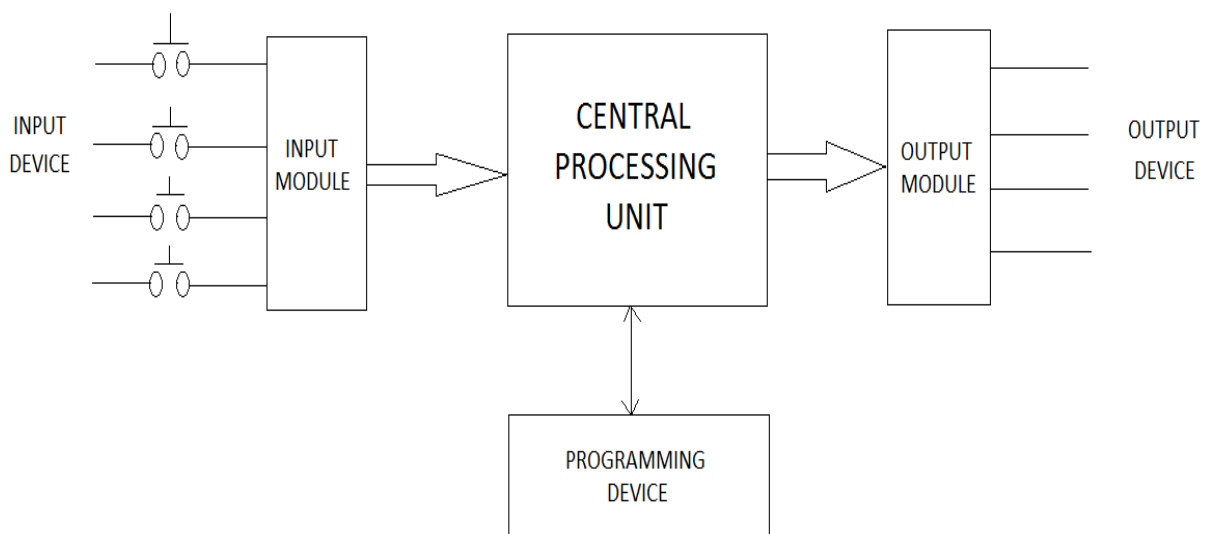 INPUT
DEVICE
INPUT
MODULE
CENTRAL
PROCESSING
UNIT
OUTPUT
MODULE
OUTPUT
DEVICE
PROGRAMMING
DEVICE